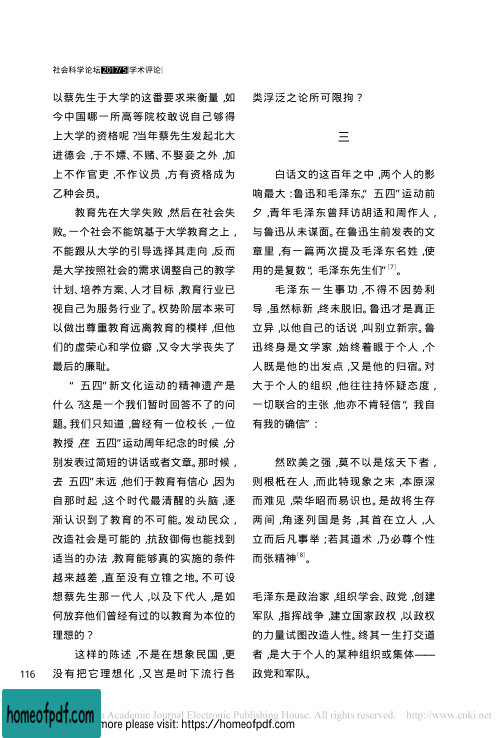 社会科学论坛 2017/5 学术评论
以蔡先生于大学的这番要求来衡量,如
今中国哪一所高等院校敢说自己够得
上大学的资格呢?当年蔡先生发起北大
进德会,于不嫖、不赌、不娶妾之外,加
上不作官吏,不作议员,方有资格成为
乙种会员。
教育先在大学失败,然后在社会失
败。一个社会不能筑基于大学教育之上,
不能跟从大学的引导选择其走向,反而
是大学按照社会的需求调整自己的教学
计划、培养方案、人才目标,教育行业已
视自己为服务行业了。权势阶层本来可
以做出尊重教育远离教育的模样,但他
们的虚荣心和学位癖,又令大学丧失了
最后的廉耻。
“五四”新文化运动的精神遗产是
什么?这是一个我们暂时回答不了的问
题。我们只知道,曾经有一位校长,一位
教授,在“五四”运动周年纪念的时候,分
别发表过简短的讲话或者文章。那时候,
去“五四”未远,他们于教育有信心,因为
自那时起,这个时代最清醒的头脑,逐
渐认识到了教育的不可能。发动民众,
改造社会是可能的,抗敌御侮也能找到
适当的办法,教育能够真的实施的条件
越来越差,直至没有立锥之地。不可设
想蔡先生那一代人,以及下代人,是如
何放弃他们曾经有过的以教育为本位的
理想的?
这样的陈述,不是在想象民国,更
没有把它理想化,又岂是时下流行各
类浮泛之论所可限拘?
三
白话文的这百年之中,两个人的影
响最大:鲁迅和毛泽东。“五四”运动前
夕,青年毛泽东曾拜访胡适和周作人,
与鲁迅从未谋面。在鲁迅生前发表的文
章里,有一篇两次提及毛泽东名姓,使
用的是复数“,毛泽东先生们”[7]。
毛泽东一生事功,不得不因势利
导,虽然标新,终未脱旧。鲁迅才是真正
立异,以他自己的话说,叫别立新宗。鲁
迅终身是文学家,始终着眼于个人,个
人既是他的出发点,又是他的归宿。对
大于个人的组织,他往往持怀疑态度,
一切联合的主张,他亦不肯轻信“,我自
有我的确信”:
然欧美之强,莫不以是炫天下者,
则根柢在人,而此特现象之末,本原深
而难见,荣华昭而易识也。是故将生存
两间,角逐列国是务,其首在立人,人
立而后凡事举;若其道术,乃必尊个性
而张精神[8]。
毛泽东是政治家,组织学会、政党,创建
军队,指挥战争,建立国家政权,以政权
的力量试图改造人性。终其一生打交道
者,是大于个人的某种组织或集体——
政党和军队。
116
Academic Journal Electronic Publishing House. All rights reserved. http://www.cnki.net
homeofpdf.com
more please visit: https://homeofpdf.com